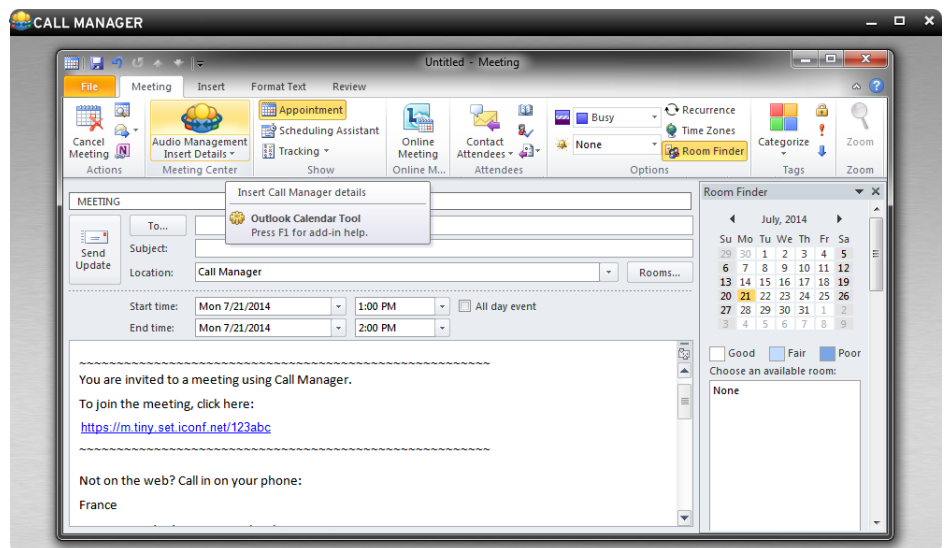 CALL MANAGER
Untitled - Meeting
File Meeting Insert Format Text Review
Cancel Meeting
Actions
Audio Management Insert Details
Meeting Center
Appointment
Scheduling Assistant
Tracking
Show
Online Meeting
Online M...
Contact Attendees
Attendees
Busy
None
Recurrence
Time Zones
Room Finder
Options
Categorize
Tags
Zoom
Zoom
Insert Call Manager details
Outlook Calendar Tool
Press F1 for add-in help.
MEETING
Send Update
To...
Subject:
Location: Call Manager Rooms...
Start time: Mon 7/21/2014 1:00 PM All day event
End time: Mon 7/21/2014 2:00 PM
~~~~~~~~~~~~~~~~~~~~~~~~~~~~~~~~~~~~~~~~~~~~~~~~~~~~~~~
You are invited to a meeting using Call Manager.
To join the meeting, click here:
https://m.tiny.set.iconf.net/123abc
~~~~~~~~~~~~~~~~~~~~~~~~~~~~~~~~~~~~~~~~~~~~~~~~~~~~~~~
Not on the web? Call in on your phone:
France
Room Finder
July, 2014
Su Mo Tu We Th Fr Sa
29 30 1 2 3 4 5
6 7 8 9 10 11 12
13 14 15 16 17 18 19
20 21 22 23 24 25 26
27 28 29 30 31 1 2
3 4 5 6 7 8 9
Good Fair Poor
Choose an available room:
None